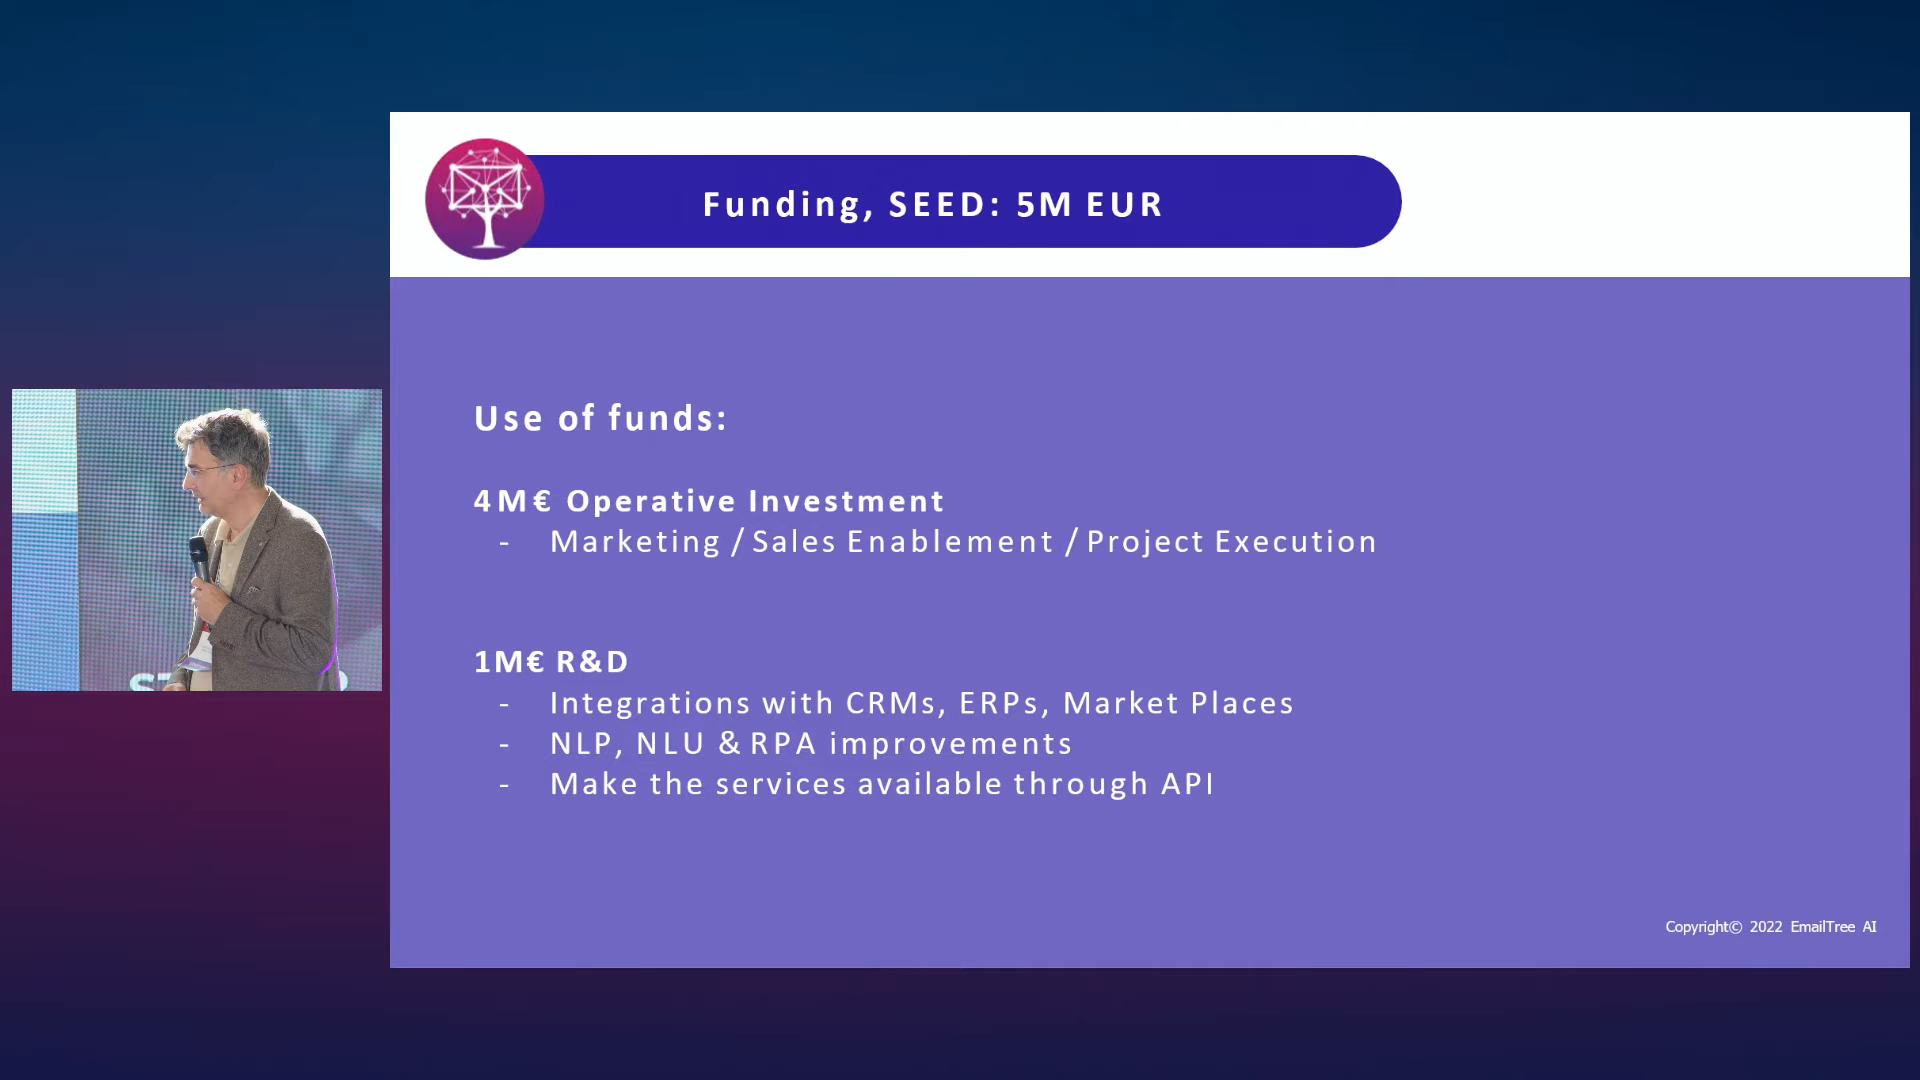 Funding, SEED: 5M EUR
Use of funds:
4M€ Operative Investment
- Marketing / Sales Enablement / Project Execution
1M€ R&D
- Integrations with CRMs, ERPs, Market Places
- NLP, NLU & RPA improvements
- Make the services available through API
Copyright© 2022 EmailTree AI